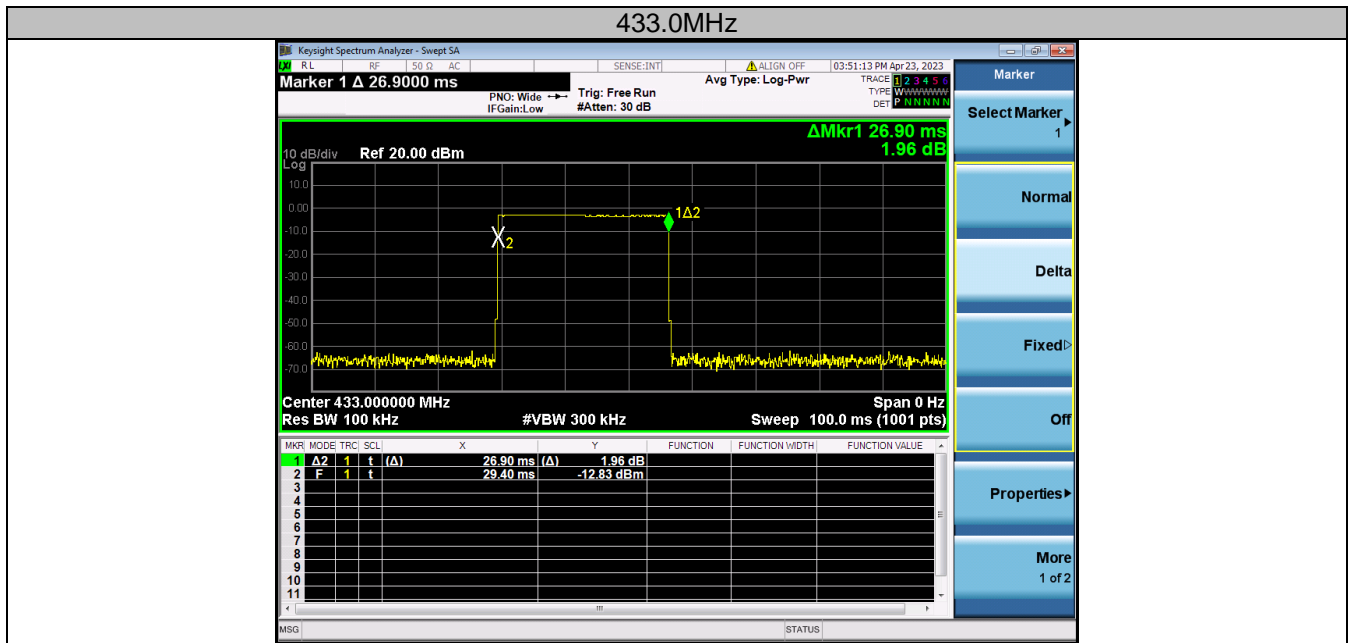 433.0MHz
Keysight Spectrum Analyzer - Swept SA
LXI RL RF 50 Ω AC SENSE:INT ALIGN OFF 03:51:13 PM Apr 23, 2023
Marker 1 Δ 26.9000 ms
PNO: Wide
IFGain:Low
Trig: Free Run
#Atten: 30 dB
Avg Type: Log-Pwr
TRACE 1 2 3 4 5 6
TYPE WWWWWW
DET P N N N N N
ΔMkr1 26.90 ms
1.96 dB
10 dB/div Ref 20.00 dBm
Log
10.0
0.00
-10.0
-20.0
-30.0
-40.0
-50.0
-60.0
-70.0
1Δ2
2
Center 433.000000 MHz Span 0 Hz
Res BW 100 kHz #VBW 300 kHz Sweep 100.0 ms (1001 pts)
MKR MODE TRC SCL X Y FUNCTION FUNCTION WIDTH FUNCTION VALUE
1 Δ2 1 t (Δ) 26.90 ms (Δ) 1.96 dB
2 F 1 t 29.40 ms -12.83 dBm
3
4
5
6
7
8
9
10
11
MSG STATUS
Marker
Select Marker
1
Normal
Delta
Fixed
Off
Properties
More
1 of 2